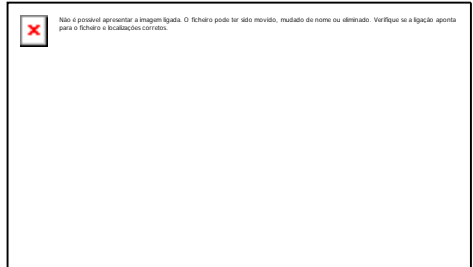 Não é possível apresentar a imagem ligada. O ficheiro pode ter sido movido, mudado de nome ou eliminado. Verifique se a ligação aponta
para o ficheiro e localizações corretos.